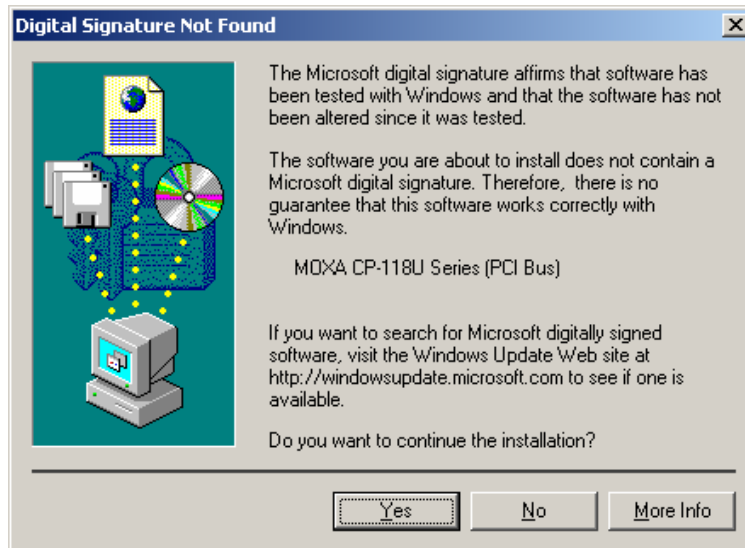 Digital Signature Not Found
The Microsoft digital signature affirms that software has
been tested with Windows and that the software has not
been altered since it was tested.
The software you are about to install does not contain a
Microsoft digital signature. Therefore,  there is no
guarantee that this software works correctly with
Windows.
MOXA CP-118U Series (PCI Bus)
If you want to search for Microsoft digitally signed
software, visit the Windows Update Web site at
http://windowsupdate.microsoft.com to see if one is
available.
Do you want to continue the installation?
Yes No More Info